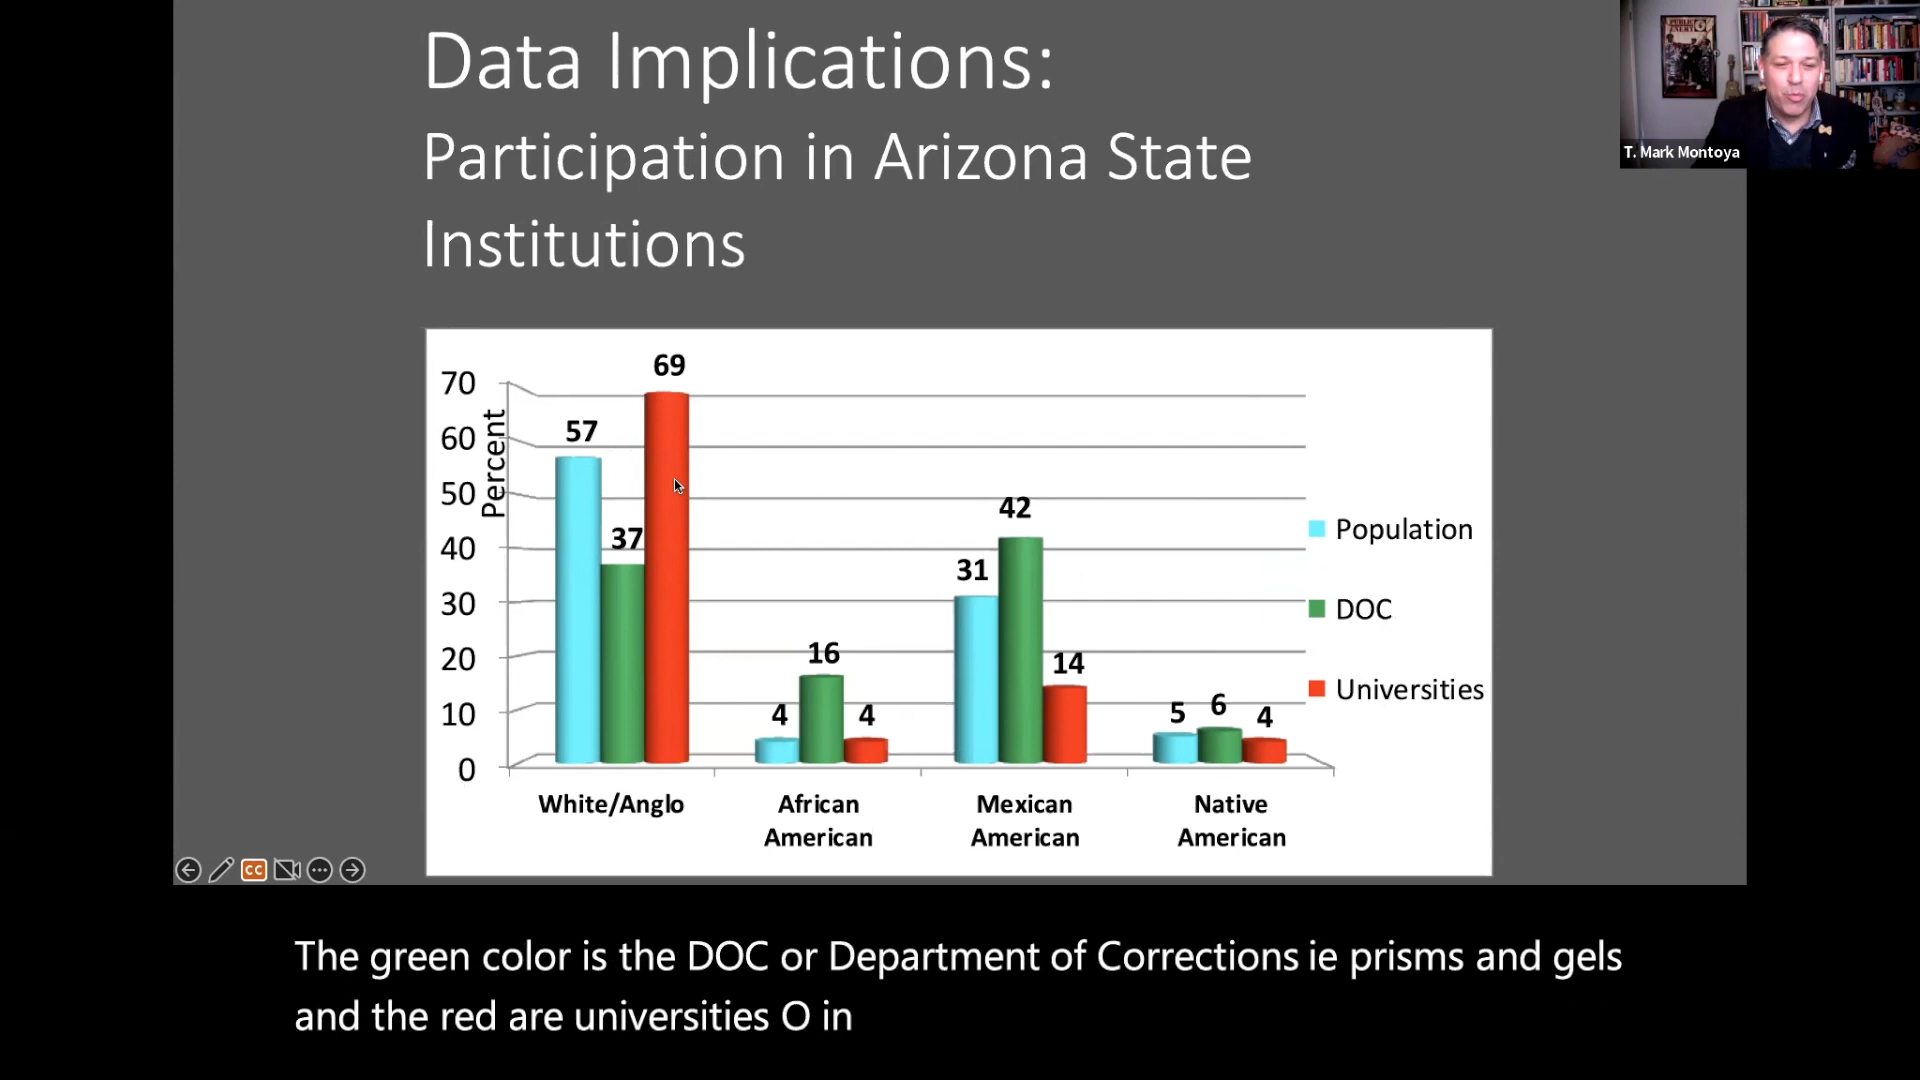 Data Implications:
Participation in Arizona State
Institutions
PUBLIC
ENEMY
T. Mark Montoya
70
60
50
40
30
20
10
0
Percent
57
37
69
4
16
4
31
42
14
5
6
4
White/Anglo
African
American
Mexican
American
Native
American
Population
DOC
Universities
CC
The green color is the DOC or Department of Corrections ie prisms and gels
and the red are universities O in